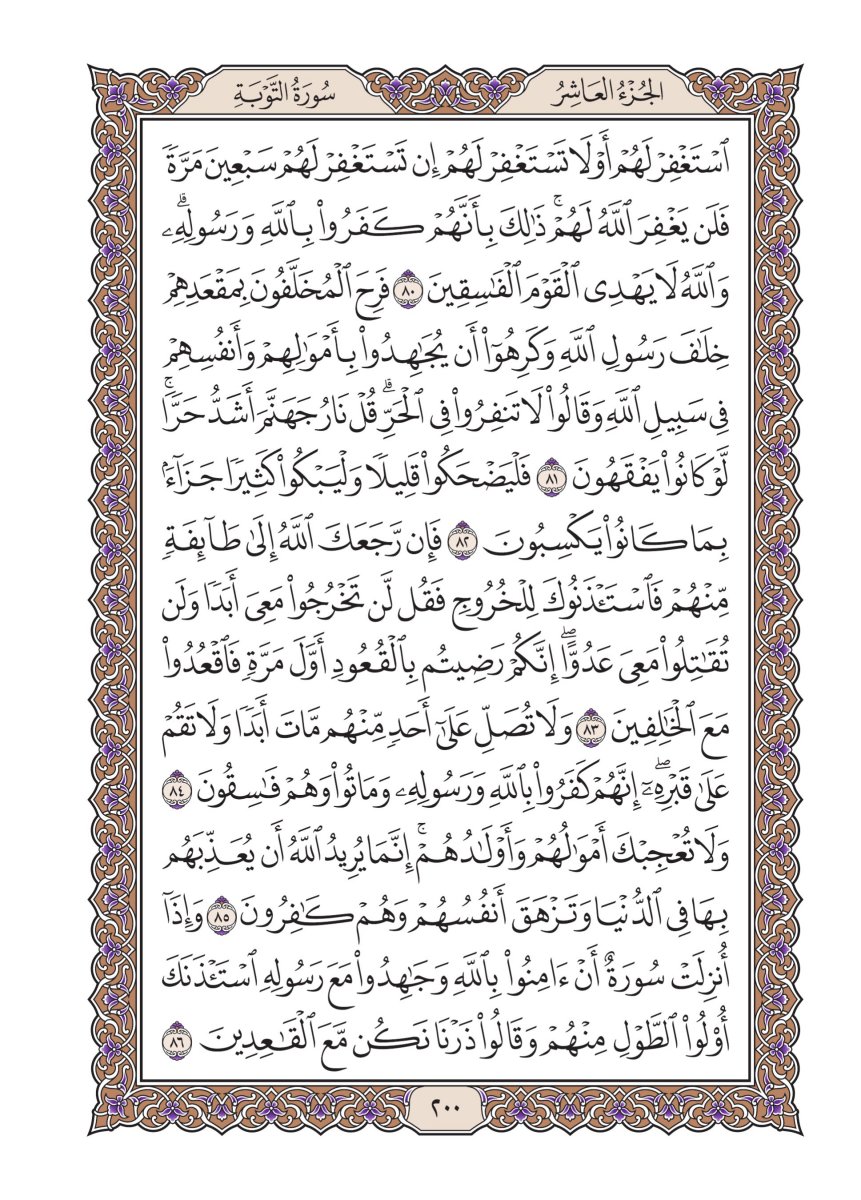 الجُزْءُ العَاشِرُ
سُورَةُ التَّوْبَةِ
ٱسْتَغْفِرْ لَهُمْ أَوْ لَا تَسْتَغْفِرْ لَهُمْ إِن تَسْتَغْفِرْ لَهُمْ سَبْعِينَ مَرَّةً
فَلَن يَغْفِرَ ٱللَّهُ لَهُمْۚ ذَٰلِكَ بِأَنَّهُمْ كَفَرُوا۟ بِٱللَّهِ وَرَسُولِهِۦۗ
وَٱللَّهُ لَا يَهْدِى ٱلْقَوْمَ ٱلْفَٰسِقِينَ ٨٠ فَرِحَ ٱلْمُخَلَّفُونَ بِمَقْعَدِهِمْ
خِلَٰفَ رَسُولِ ٱللَّهِ وَكَرِهُوٓا۟ أَن يُجَٰهِدُوا۟ بِأَمْوَٰلِهِمْ وَأَنفُسِهِمْ
فِى سَبِيلِ ٱللَّهِ وَقَالُوا۟ لَا تَنفِرُوا۟ فِى ٱلْحَرِّۗ قُلْ نَارُ جَهَنَّمَ أَشَدُّ حَرًّاۚ
لَّوْ كَانُوا۟ يَفْقَهُونَ ٨١ فَلْيَضْحَكُوا۟ قَلِيلًا وَلْيَبْكُوا۟ كَثِيرًا جَزَآءًۢ
بِمَا كَانُوا۟ يَكْسِبُونَ ٨٢ فَإِن رَّجَعَكَ ٱللَّهُ إِلَىٰ طَآئِفَةٍ
مِّنْهُمْ فَٱسْتَـْٔذَنُوكَ لِلْخُرُوجِ فَقُل لَّن تَخْرُجُوا۟ مَعِىَ أَبَدًا وَلَن
تُقَٰتِلُوا۟ مَعِىَ عَدُوًّاۖ إِنَّكُمْ رَضِيتُم بِٱلْقُعُودِ أَوَّلَ مَرَّةٍ فَٱقْعُدُوا۟
مَعَ ٱلْخَٰلِفِينَ ٨٣ وَلَا تُصَلِّ عَلَىٰٓ أَحَدٍ مِّنْهُم مَّاتَ أَبَدًا وَلَا تَقُمْ
عَلَىٰ قَبْرِهِۦٓۖ إِنَّهُمْ كَفَرُوا۟ بِٱللَّهِ وَرَسُولِهِۦ وَمَاتُوا۟ وَهُمْ فَٰسِقُونَ ٨٤
وَلَا تُعْجِبْكَ أَمْوَٰلُهُمْ وَأَوْلَٰدُهُمْۚ إِنَّمَا يُرِيدُ ٱللَّهُ أَن يُعَذِّبَهُم
بِهَا فِى ٱلدُّنْيَا وَتَزْهَقَ أَنفُسُهُمْ وَهُمْ كَٰفِرُونَ ٨٥ وَإِذَآ
أُنزِلَتْ سُورَةٌ أَنْ ءَامِنُوا۟ بِٱللَّهِ وَجَٰهِدُوا۟ مَعَ رَسُولِهِ ٱسْتَـْٔذَنَكَ
أُو۟لُوا۟ ٱلطَّوْلِ مِنْهُمْ وَقَالُوا۟ ذَرْنَا نَكُن مَّعَ ٱلْقَٰعِدِينَ ٨٦
٢٠٠